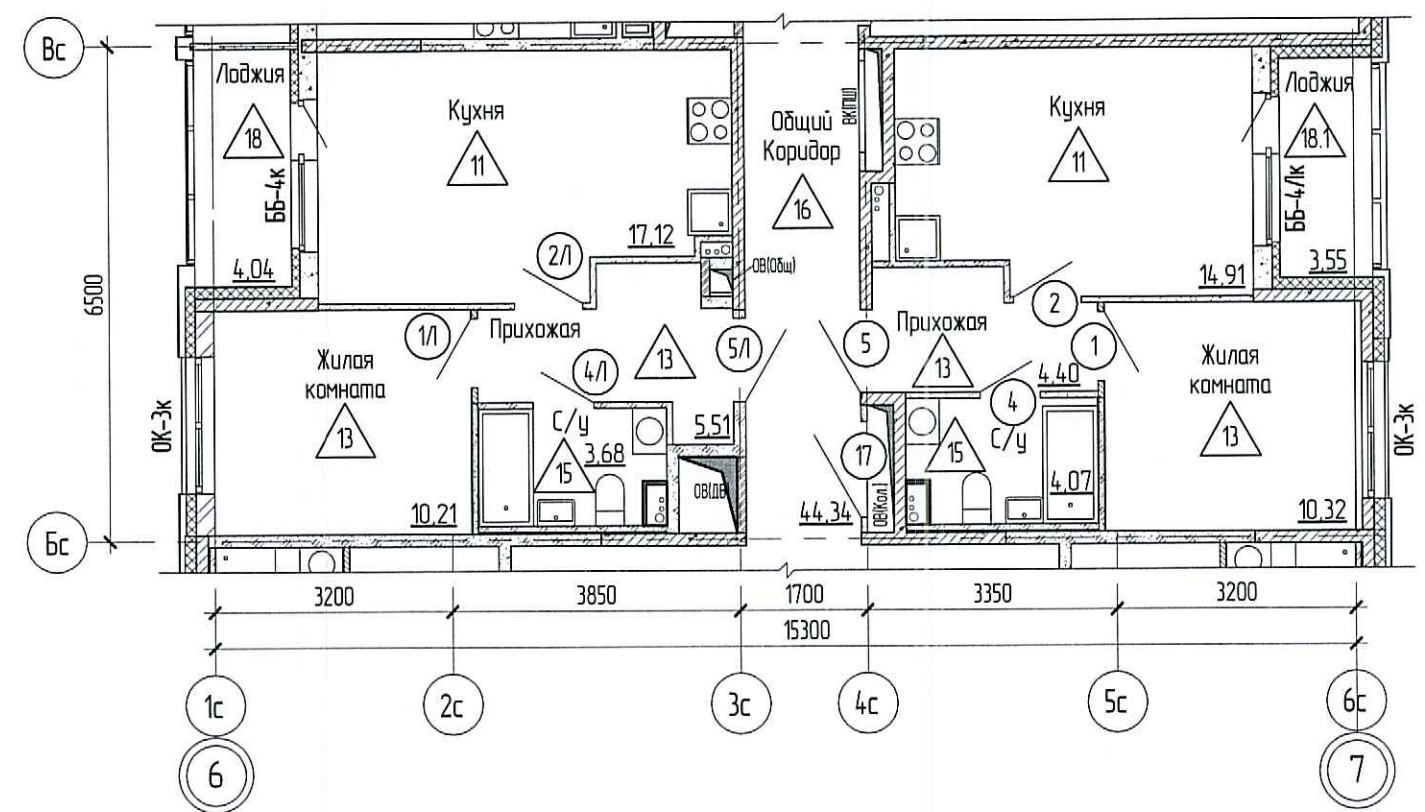 Вс
Лоджия
18
ББ-4к
4,04
Кухня
11
17,12
2/Л
ОВ(Общ)
Общий
Коридор
16
ВК(ПШ)
Кухня
11
14,91
Лоджия
18.1
ББ-4/1к
3,55
6500
1/Л
Прихожая
13
5/Л
5
Прихожая
13
2
1
Жилая
комната
13
ОК-3к
10,21
4/Л
С/у
15
3,68
5,51
ОВ(ДВ)
44,34
17
ОВ(Кол)
15
4
С/у
4,40
4,07
Жилая
комната
13
10,32
ОК-3к
Бс
3200
3850
1700
3350
3200
15300
1с
2с
3с
4с
5с
6с
6
7